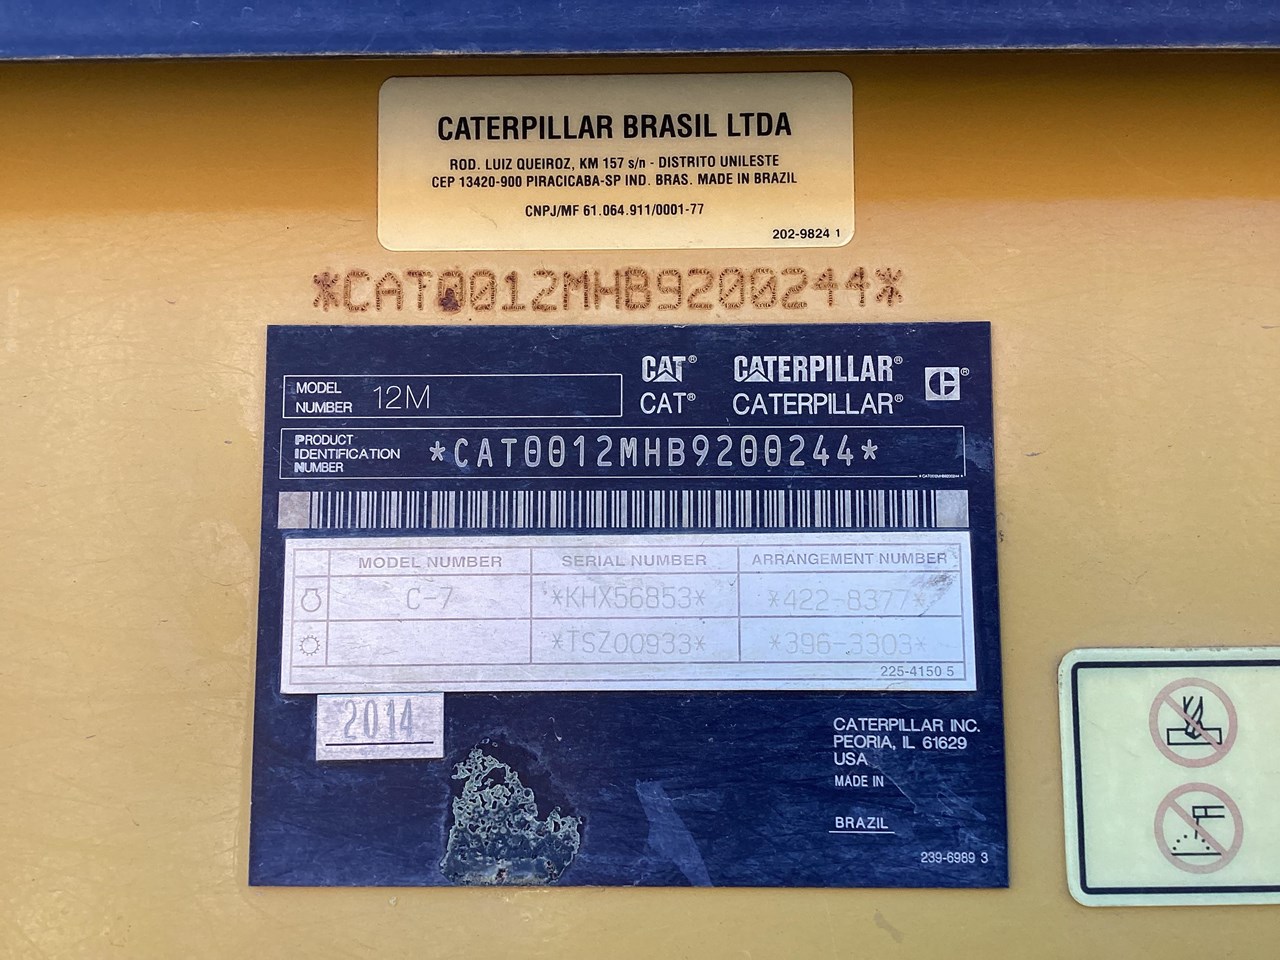 CATERPILLAR BRASIL LTDA
ROD. LUIZ QUEIROZ, KM 157 s/n - DISTRITO UNILESTE
CEP 13420-900 PIRACICABA-SP IND. BRAS. MADE IN BRAZIL
CNPJ/MF 61.064.911/0001-77
202-9824 1
*CAT0012MHB9200244*
CAT® CATERPILLAR® ®
CAT® CATERPILLAR®
MODEL
NUMBER 12M
PRODUCT
IDENTIFICATION
NUMBER
*CAT0012MHB9200244*
*CAT0012MHB9200244*
MODEL NUMBER SERIAL NUMBER ARRANGEMENT NUMBER
C-7 *KHX56853* *422-8377*
*TSZ00933* *396-3303*
225-4150 5
2014
CATERPILLAR INC.
PEORIA, IL 61629
USA
MADE IN
BRAZIL
239-6989 3